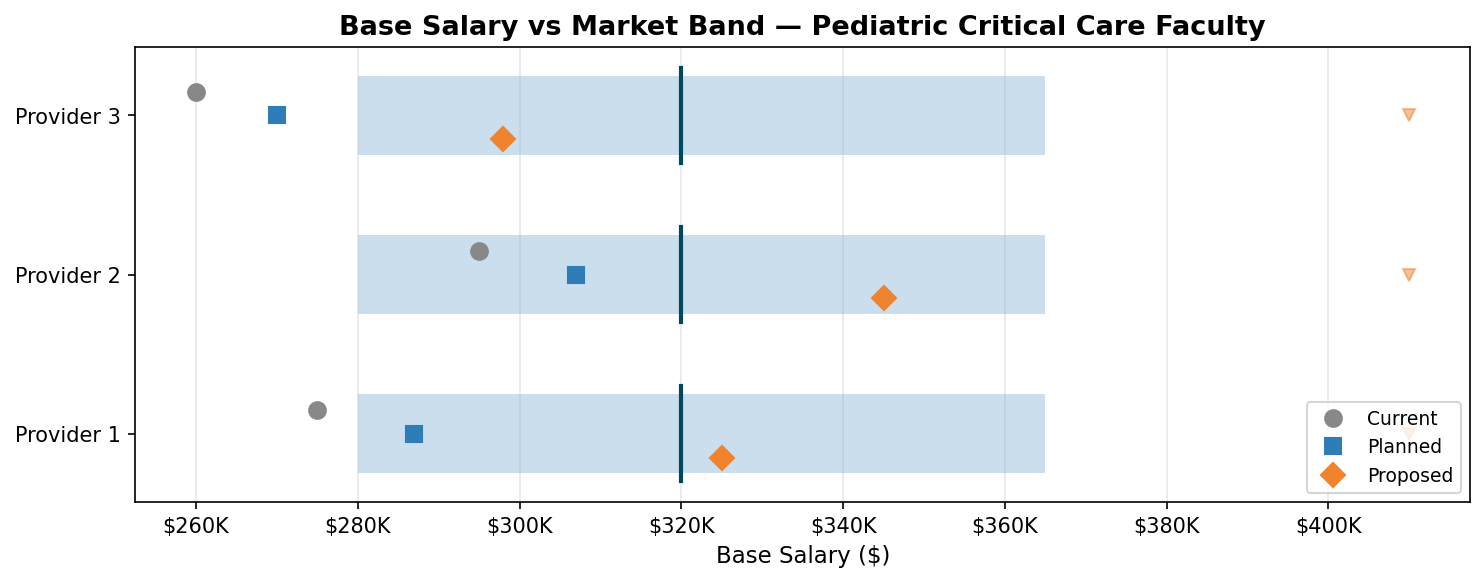 Base Salary vs Market Band — Pediatric Critical Care Faculty
Provider 3
Provider 2
Provider 1
Current
Planned
Proposed
$260K
$280K
$300K
$320K
$340K
$360K
$380K
$400K
Base Salary ($)